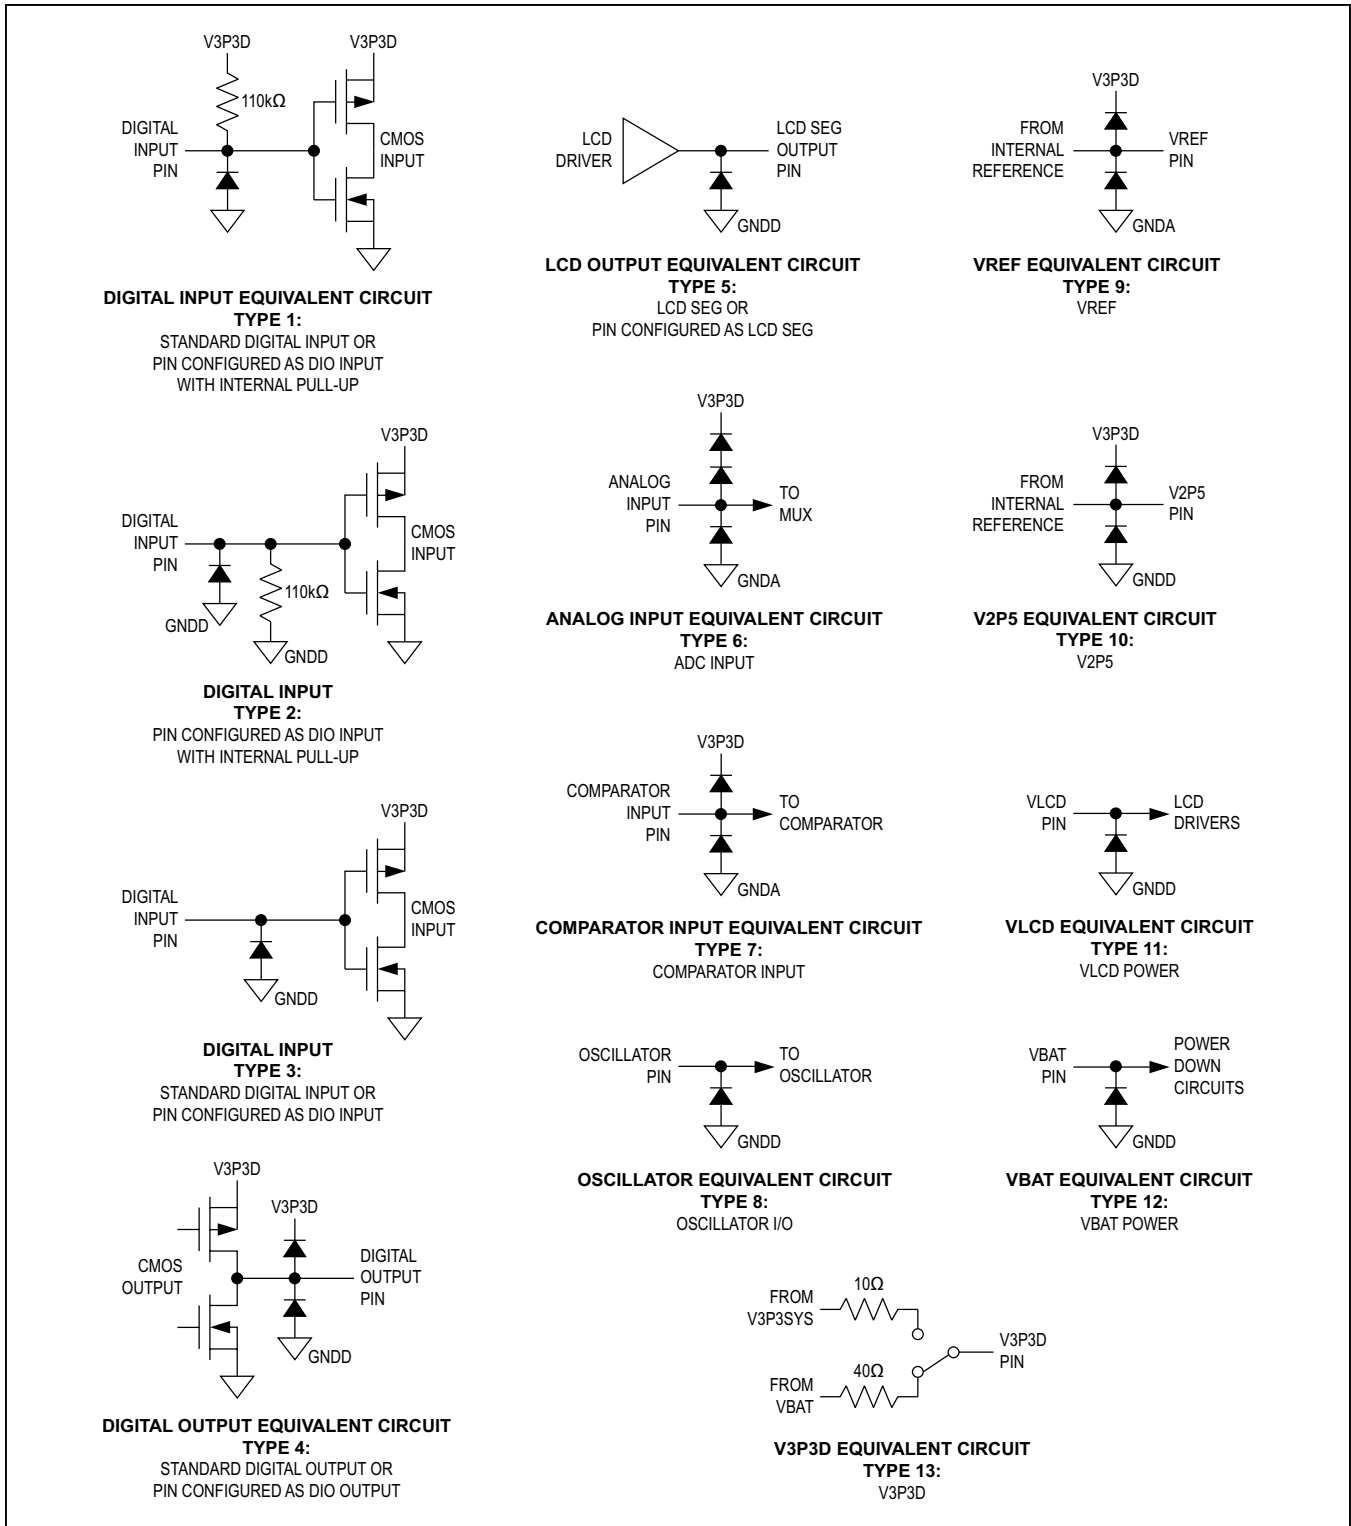 V3P3D
V3P3D
110kΩ
DIGITAL
INPUT
PIN
CMOS
INPUT
DIGITAL INPUT EQUIVALENT CIRCUIT
TYPE 1:
STANDARD DIGITAL INPUT OR
PIN CONFIGURED AS DIO INPUT
WITH INTERNAL PULL-UP
V3P3D
DIGITAL
INPUT
PIN
CMOS
INPUT
110kΩ
GNDD
GNDD
DIGITAL INPUT
TYPE 2:
PIN CONFIGURED AS DIO INPUT
WITH INTERNAL PULL-UP
V3P3D
DIGITAL
INPUT
PIN
CMOS
INPUT
GNDD
DIGITAL INPUT
TYPE 3:
STANDARD DIGITAL INPUT OR
PIN CONFIGURED AS DIO INPUT
V3P3D
V3P3D
CMOS
OUTPUT
DIGITAL
OUTPUT
PIN
GNDD
DIGITAL OUTPUT EQUIVALENT CIRCUIT
TYPE 4:
STANDARD DIGITAL OUTPUT OR
PIN CONFIGURED AS DIO OUTPUT
LCD
DRIVER
LCD SEG
OUTPUT
PIN
GNDD
LCD OUTPUT EQUIVALENT CIRCUIT
TYPE 5:
LCD SEG OR
PIN CONFIGURED AS LCD SEG
V3P3D
ANALOG
INPUT
PIN
TO
MUX
GNDA
ANALOG INPUT EQUIVALENT CIRCUIT
TYPE 6:
ADC INPUT
V3P3D
COMPARATOR
INPUT
PIN
TO
COMPARATOR
GNDA
COMPARATOR INPUT EQUIVALENT CIRCUIT
TYPE 7:
COMPARATOR INPUT
OSCILLATOR
PIN
TO
OSCILLATOR
GNDD
OSCILLATOR EQUIVALENT CIRCUIT
TYPE 8:
OSCILLATOR I/O
V3P3D
FROM
INTERNAL
REFERENCE
VREF
PIN
GNDA
VREF EQUIVALENT CIRCUIT
TYPE 9:
VREF
V3P3D
FROM
INTERNAL
REFERENCE
V2P5
PIN
GNDD
V2P5 EQUIVALENT CIRCUIT
TYPE 10:
V2P5
VLCD
PIN
LCD
DRIVERS
GNDD
VLCD EQUIVALENT CIRCUIT
TYPE 11:
VLCD POWER
VBAT
PIN
POWER
DOWN
CIRCUITS
GNDD
VBAT EQUIVALENT CIRCUIT
TYPE 12:
VBAT POWER
10Ω
FROM
V3P3SYS
V3P3D
PIN
40Ω
FROM
VBAT
V3P3D EQUIVALENT CIRCUIT
TYPE 13:
V3P3D